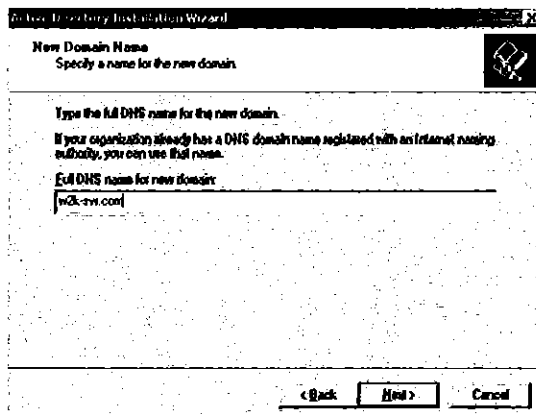 Active Directory Installation Wizard
New Domain Name
Specify a name for the new domain.
Type the full DNS name for the new domain.
If your organization already has a DNS domain name registered with an Internet naming
authority, you can use that name.
Full DNS name for new domain:
w2k-srv.com
< Back Next > Cancel